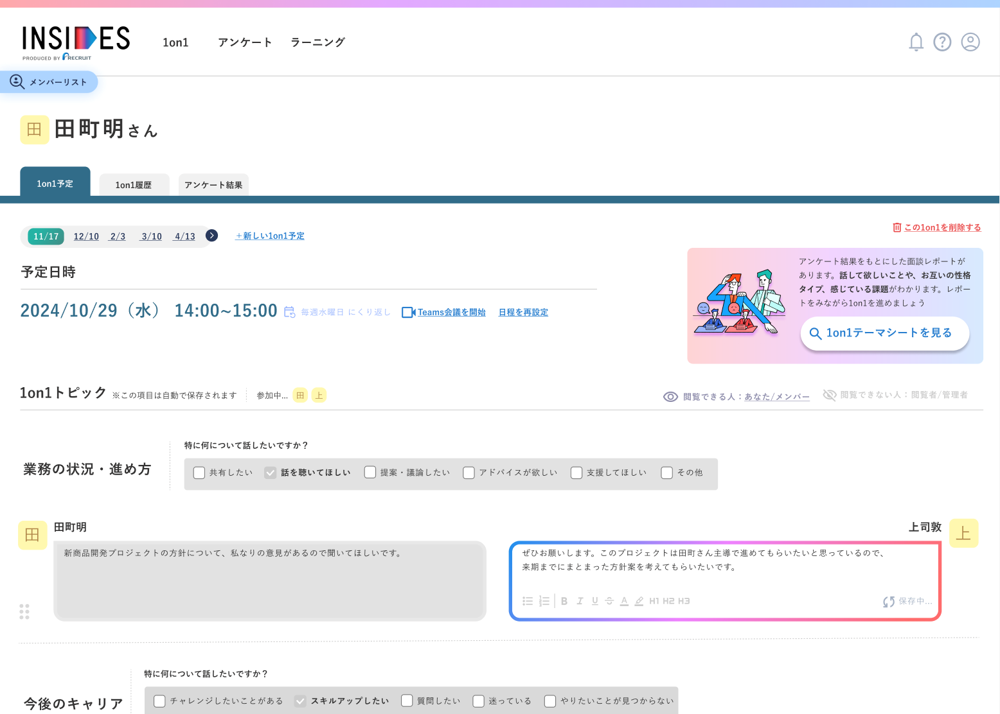 INSIDES
PRODUCED BY RECRUIT
1on1 アンケート ラーニング
メンバーリスト
田 田町明さん
1on1予定 1on1履歴 アンケート結果
11/17 12/10 2/3 3/10 4/13 ＋新しい1on1予定
この1on1を削除する
予定日時
2024/10/29（水） 14:00~15:00 毎週水曜日 にくり返し Teams会議を開始 日程を再設定
アンケート結果をもとにした面談レポートが
あります。話して欲しいことや、お互いの性格
タイプ、感じている課題がわかります。レポー
トをみながら1on1を進めましょう
1on1テーマシートを見る
1on1トピック ※この項目は自動で保存されます 参加中... 田 上
閲覧できる人：あなた/メンバー 閲覧できない人：閲覧者/管理者
特に何について話したいですか？
業務の状況・進め方
共有したい 話を聴いてほしい 提案・議論したい アドバイスが欲しい 支援してほしい その他
田 田町明
新商品開発プロジェクトの方針について、私なりの意見があるので聞いてほしいです。
上司敦 上
ぜひお願いします。このプロジェクトは田町さん主導で進めてもらいたいと思っているので、
来期までにまとまった方針案を考えてもらいたいです。
B I U S A H1 H2 H3 保存中...
特に何について話したいですか？
今後のキャリア
チャレンジしたいことがある スキルアップしたい 質問したい 迷っている やりたいことが見つからない